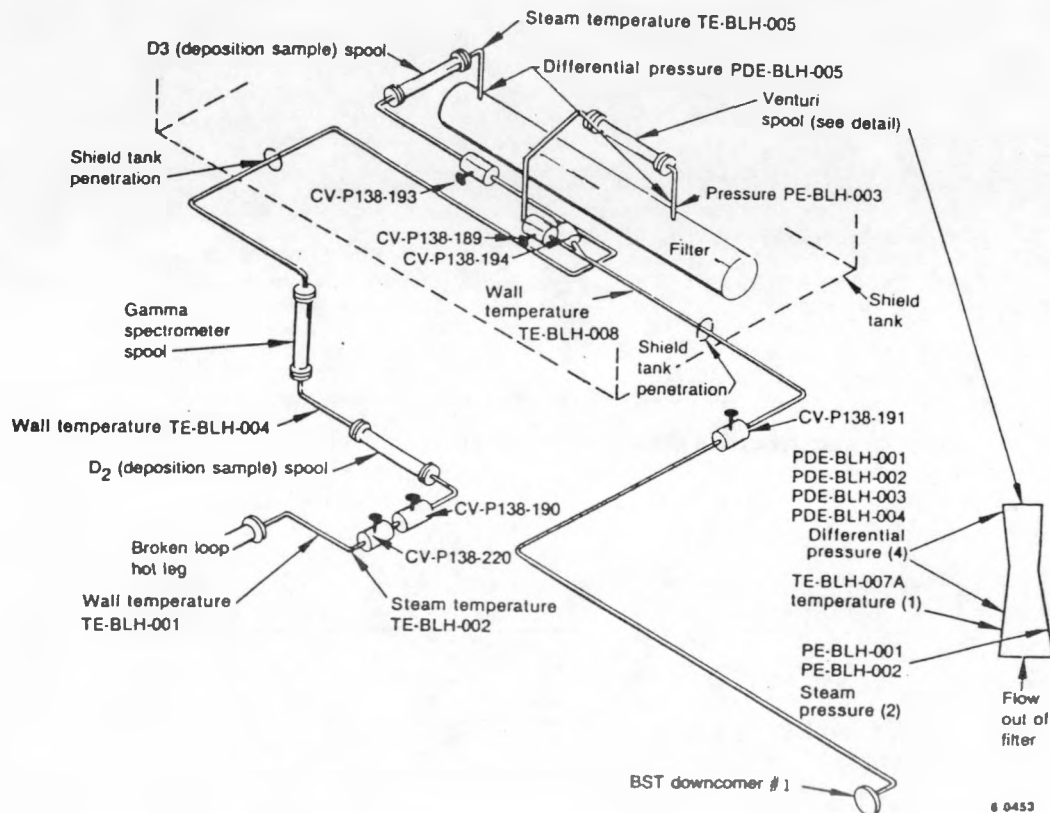 Steam temperature TE-BLH-005
D3 (deposition sample) spool
Differential pressure PDE-BLH-005
Venturi
spool (see detail)
Shield tank
penetration
CV-P138-193
Pressure PE-BLH-003
CV-P138-189
CV-P138-194
Filter
Wall
temperature
TE-BLH-008
Shield
tank
Gamma
spectrometer
spool
Shield
tank
penetration
CV-P138-191
Wall temperature TE-BLH-004
D2 (deposition sample) spool
PDE-BLH-001
PDE-BLH-002
PDE-BLH-003
PDE-BLH-004
Differential
pressure (4)
CV-P138-190
Broken loop
hot leg
CV-P138-220
TE-BLH-007A
temperature (1)
Wall temperature
TE-BLH-001
Steam temperature
TE-BLH-002
PE-BLH-001
PE-BLH-002
Steam
pressure (2)
Flow
out of
filter
BST downcomer #1
6 0453